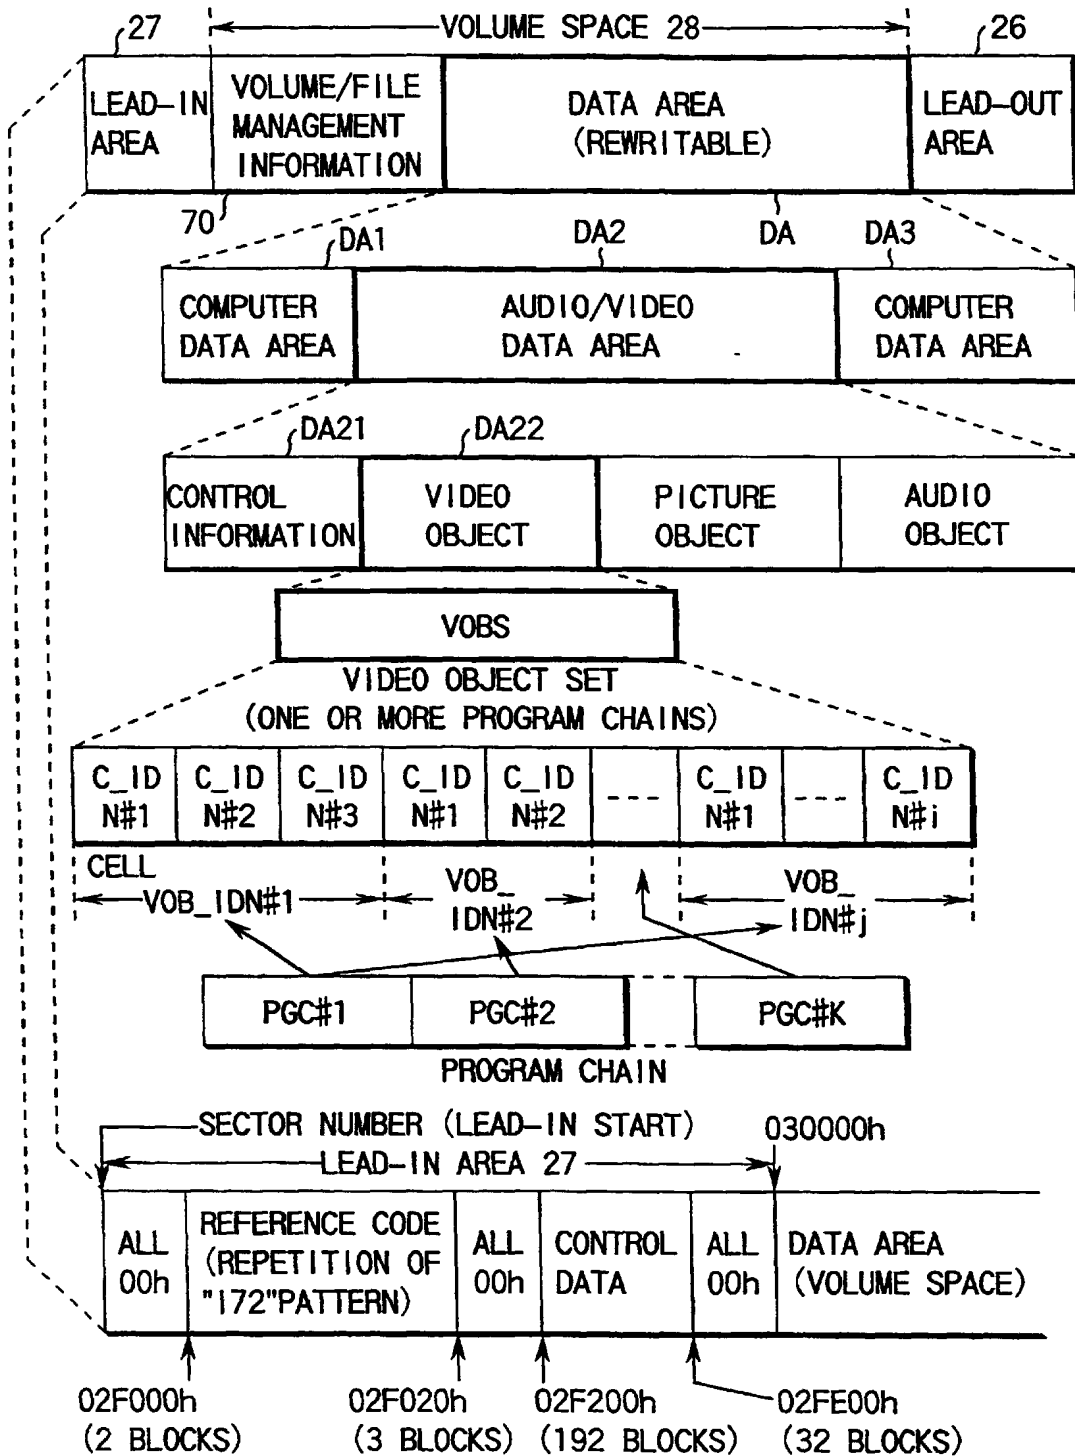 27
VOLUME SPACE 28
26
LEAD-IN
AREA
VOLUME/FILE
MANAGEMENT
INFORMATION
DATA AREA
(REWRITABLE)
LEAD-OUT
AREA
70
DA
DA1
DA2
DA3
COMPUTER
DATA AREA
AUDIO/VIDEO
DATA AREA
COMPUTER
DATA AREA
DA21
DA22
CONTROL
INFORMATION
VIDEO
OBJECT
PICTURE
OBJECT
AUDIO
OBJECT
VOBS
VIDEO OBJECT SET
(ONE OR MORE PROGRAM CHAINS)
C_ID
N#1
C_ID
N#2
C_ID
N#3
C_ID
N#1
C_ID
N#2
C_ID
N#1
C_ID
N#i
CELL
VOB_IDN#1
VOB_
IDN#2
VOB_
IDN#j
PGC#1
PGC#2
PGC#K
PROGRAM CHAIN
SECTOR NUMBER (LEAD-IN START)
030000h
LEAD-IN AREA 27
ALL
00h
REFERENCE CODE
(REPETITION OF
"172"PATTERN)
ALL
00h
CONTROL
DATA
ALL
00h
DATA AREA
(VOLUME SPACE)
02F000h
(2 BLOCKS)
02F020h
(3 BLOCKS)
02F200h
(192 BLOCKS)
02FE00h
(32 BLOCKS)